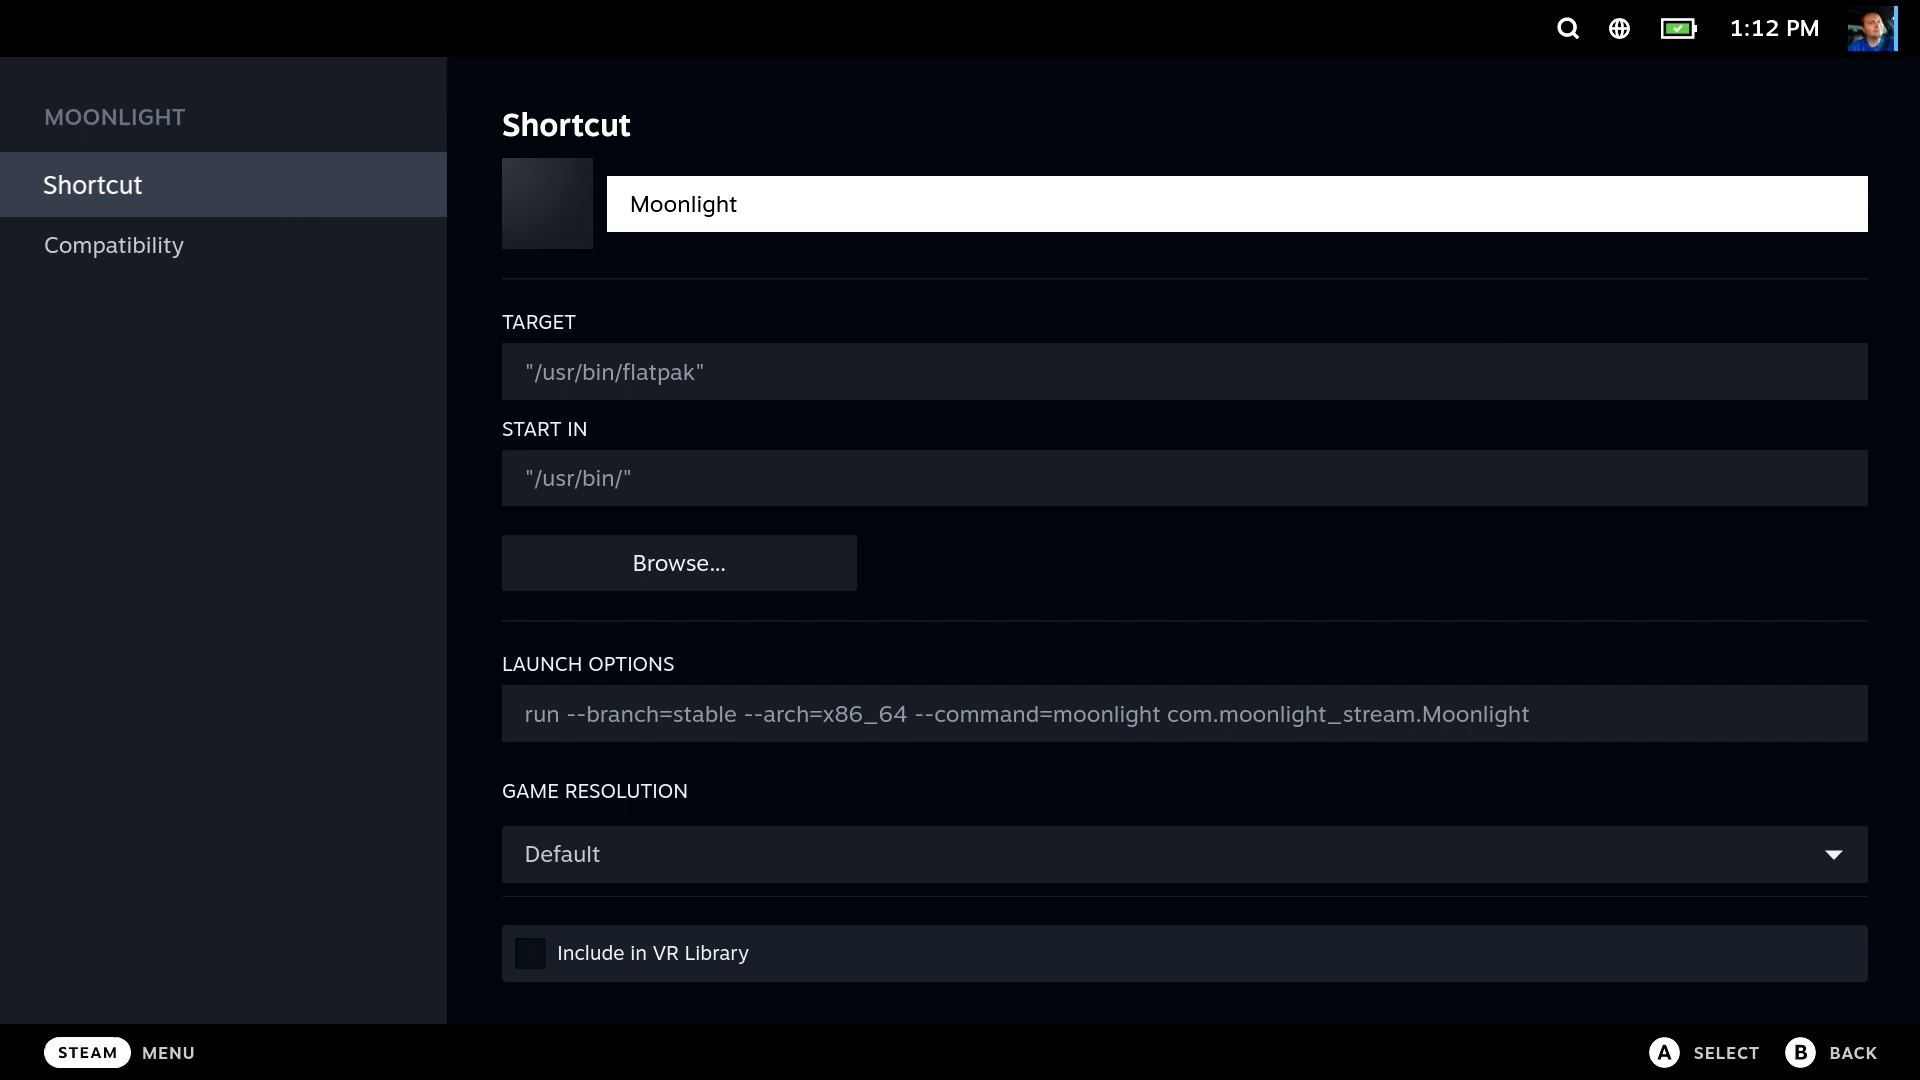 1:12 PM
MOONLIGHT
Shortcut
Compatibility
Shortcut
Moonlight
TARGET
"/usr/bin/flatpak"
START IN
"/usr/bin/"
Browse...
LAUNCH OPTIONS
run --branch=stable --arch=x86_64 --command=moonlight com.moonlight_stream.Moonlight
GAME RESOLUTION
Default
Include in VR Library
STEAM MENU
A SELECT B BACK